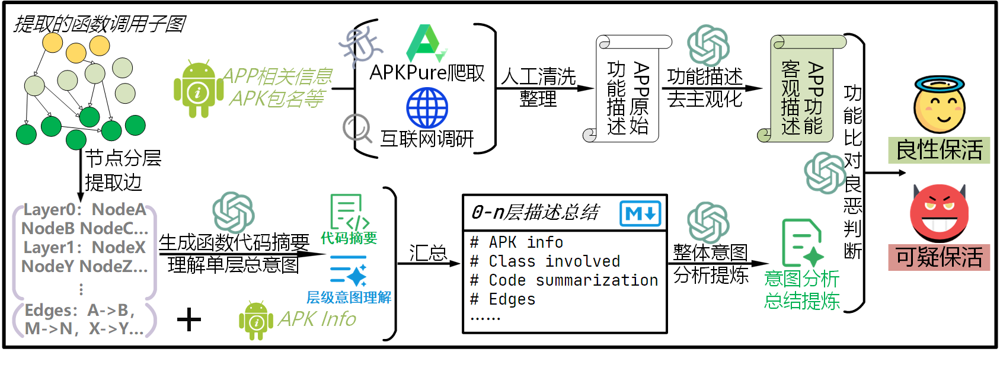 提取的函数调用子图
APP相关信息
APK包名等
APKPure爬取
互联网调研
人工清洗
整理
APP原始
功能描述
功能描述
去主观化
APP功能
客观描述
功能比对良恶判断
良性保活
可疑保活
节点分层
提取边
Layer0：NodeA
NodeB NodeC...
Layer1：NodeX
NodeY NodeZ...
⋮
Edges：A->B，
M->N，X->Y...
+
APK Info
生成函数代码摘要
理解单层总意图
代码摘要
层级意图理解
汇总
0-n层描述总结
M
# APK info
# Class involved
# Code summarization
# Edges
......
整体意图
分析提炼
意图分析
总结提炼